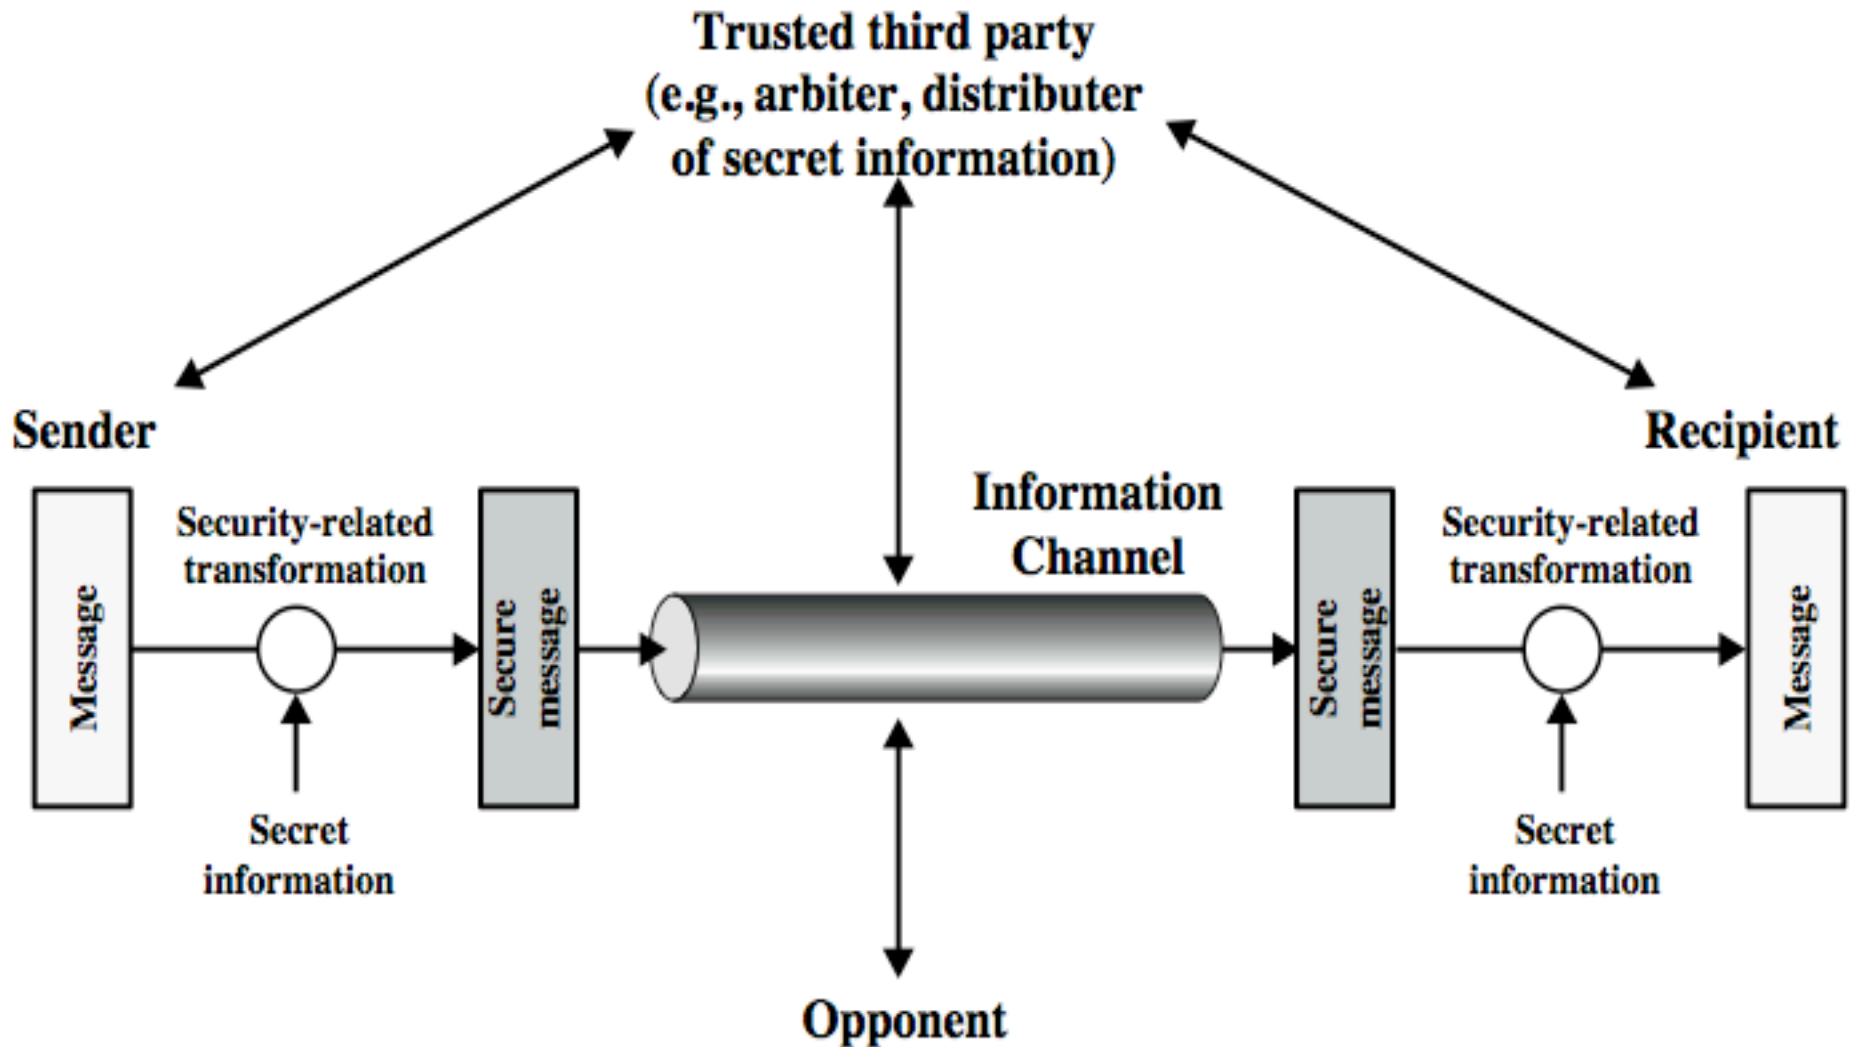 Trusted third party
(e.g., arbiter, distributer
of secret information)
Sender
Recipient
Information
Channel
Security-related
transformation
Security-related
transformation
Message
Secure
message
Secure
message
Message
Secret
information
Secret
information
Opponent